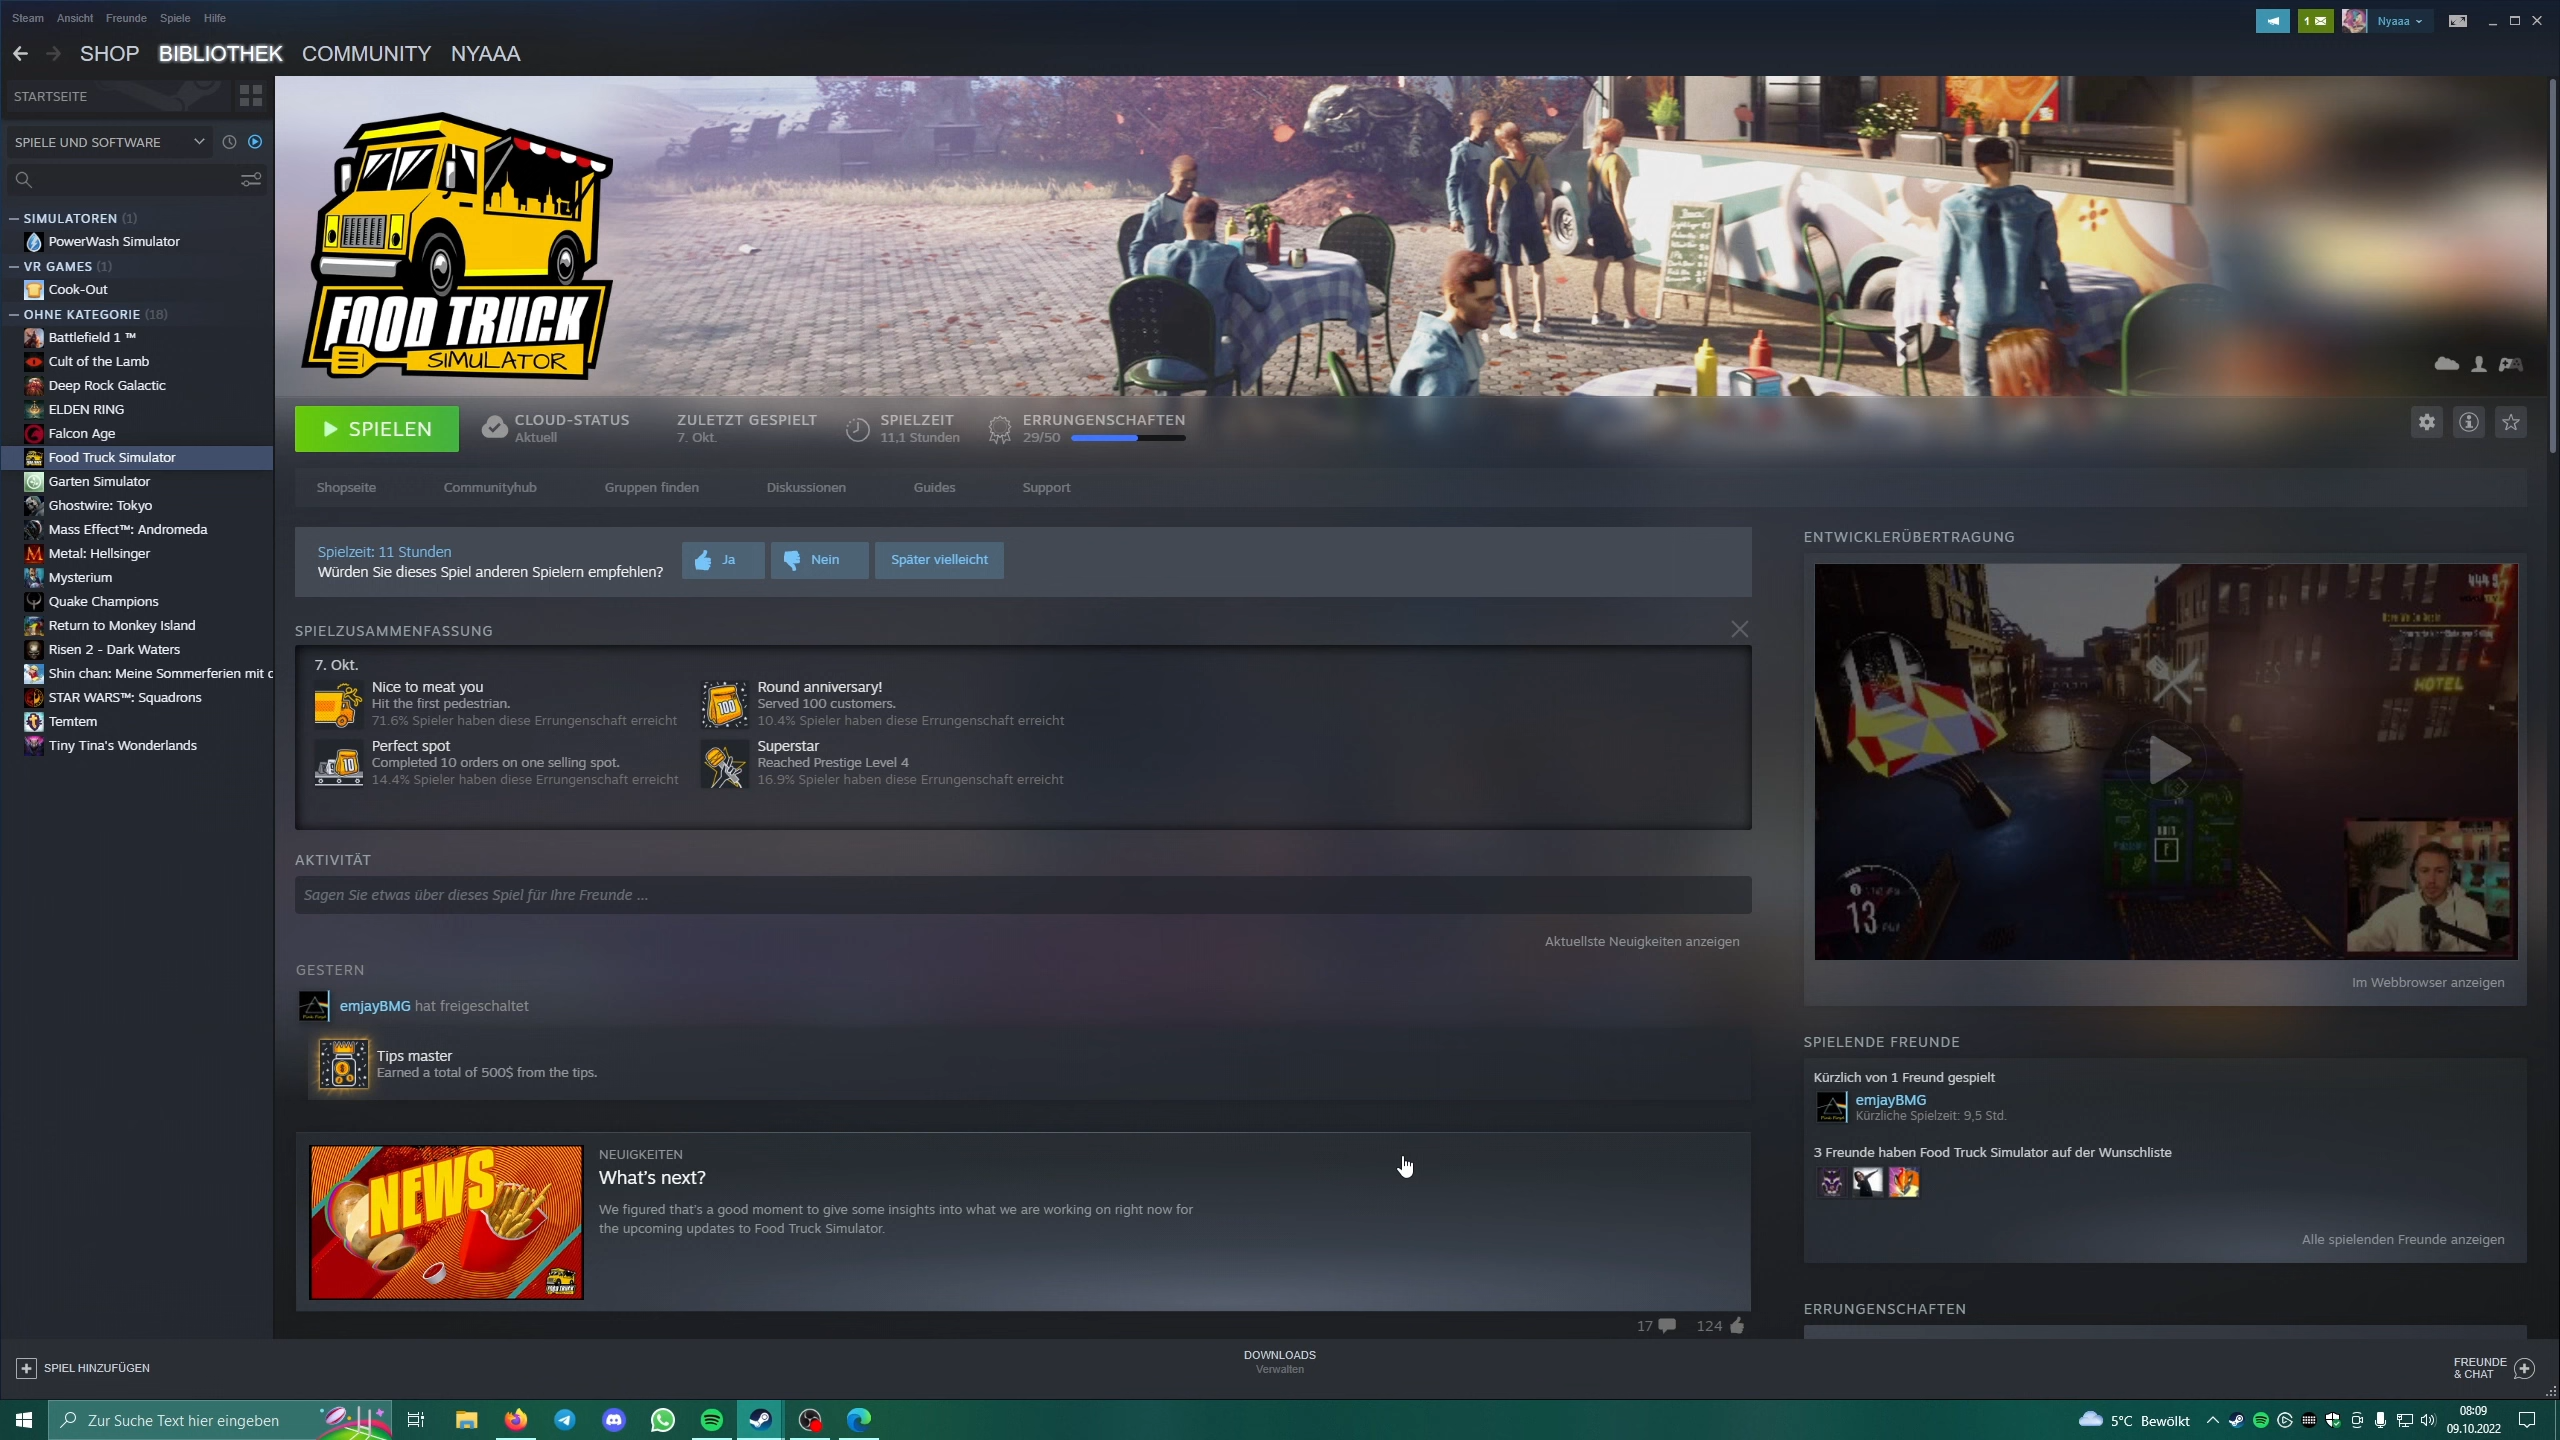 Steam Ansicht Freunde Spiele Hilfe
1
Nyaaa
SHOP BIBLIOTHEK COMMUNITY NYAAA
STARTSEITE
SPIELE UND SOFTWARE
SIMULATOREN (1)
PowerWash Simulator
VR GAMES (1)
Cook-Out
OHNE KATEGORIE (18)
Battlefield 1 ™
Cult of the Lamb
Deep Rock Galactic
ELDEN RING
Falcon Age
Food Truck Simulator
Garten Simulator
Ghostwire: Tokyo
Mass Effect™: Andromeda
Metal: Hellsinger
Mysterium
Quake Champions
Return to Monkey Island
Risen 2 - Dark Waters
Shin chan: Meine Sommerferien mit d
STAR WARS™: Squadrons
Temtem
Tiny Tina's Wonderlands
FOOD TRUCK
SIMULATOR
SPIELEN
CLOUD-STATUS
Aktuell
ZULETZT GESPIELT
7. Okt.
SPIELZEIT
11,1 Stunden
ERRUNGENSCHAFTEN
29/50
Shopseite Communityhub Gruppen finden Diskussionen Guides Support
Spielzeit: 11 Stunden
Würden Sie dieses Spiel anderen Spielern empfehlen?
Ja Nein Später vielleicht
SPIELZUSAMMENFASSUNG
7. Okt.
Nice to meat you
Hit the first pedestrian.
71.6% Spieler haben diese Errungenschaft erreicht
100
Round anniversary!
Served 100 customers.
10.4% Spieler haben diese Errungenschaft erreicht
10
Perfect spot
Completed 10 orders on one selling spot.
14.4% Spieler haben diese Errungenschaft erreicht
Superstar
Reached Prestige Level 4
16.9% Spieler haben diese Errungenschaft erreicht
AKTIVITÄT
Sagen Sie etwas über dieses Spiel für Ihre Freunde ...
Aktuellste Neuigkeiten anzeigen
GESTERN
emjayBMG hat freigeschaltet
Tips master
Earned a total of 500$ from the tips.
NEWS
FOOD TRUCK
NEUIGKEITEN
What's next?
We figured that's a good moment to give some insights into what we are working on right now for
the upcoming updates to Food Truck Simulator.
17 124
ENTWICKLERÜBERTRAGUNG
HOTEL
F
13
Im Webbrowser anzeigen
SPIELENDE FREUNDE
Kürzlich von 1 Freund gespielt
emjayBMG
Kürzliche Spielzeit: 9,5 Std.
3 Freunde haben Food Truck Simulator auf der Wunschliste
Alle spielenden Freunde anzeigen
ERRUNGENSCHAFTEN
SPIEL HINZUFÜGEN
DOWNLOADS
Verwalten
FREUNDE
& CHAT
Zur Suche Text hier eingeben
5°C Bewölkt
08:09
09.10.2022